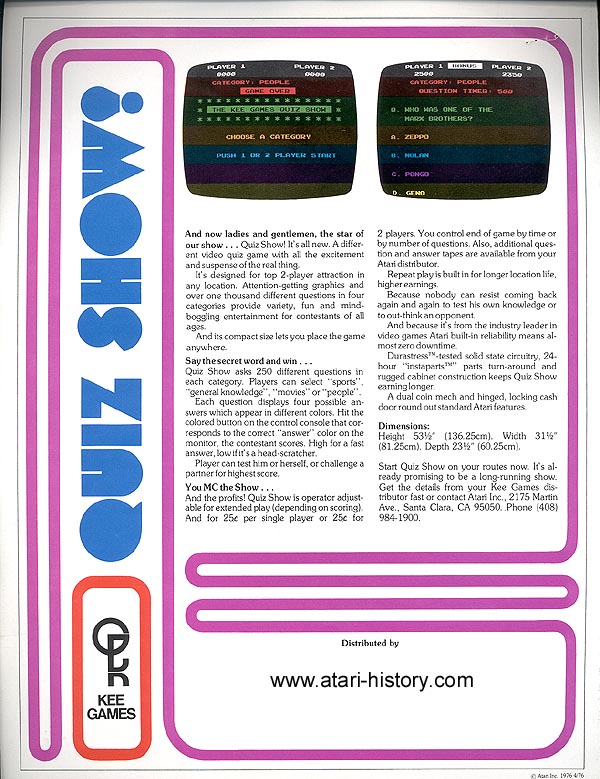 QUIZ SHOW!
KEE
GAMES
PLAYER 1 PLAYER 2
0000 0000
CATEGORY: PEOPLE
GAME OVER
* * * * * * * * * * * * * * *
* THE KEE GAMES QUIZ SHOW *
* * * * * * * * * * * * * * *
CHOOSE A CATEGORY
PUSH 1 OR 2 PLAYER START
PLAYER 1 BONUS PLAYER 2
2500 2350
CATEGORY: PEOPLE
QUESTION TIMER: 500
Q. WHO WAS ONE OF THE
MARX BROTHERS?
A. ZEPPO
B. NOLAN
C. PONGO
D. GENO
And now ladies and gentlemen, the star of
our show . . . Quiz Show! It's all new. A differ-
ent video quiz game with all the excitement
and suspense of the real thing.
It's designed for top 2-player attraction in
any location. Attention-getting graphics and
over one thousand different questions in four
categories provide variety, fun and mind-
boggling entertainment for contestants of all
ages.
And its compact size lets you place the game
anywhere.
Say the secret word and win . . .
Quiz Show asks 250 different questions in
each category. Players can select "sports",
"general knowledge", "movies" or "people".
Each question displays four possible an-
swers which appear in different colors. Hit the
colored button on the control console that cor-
responds to the correct "answer" color on the
monitor, the contestant scores. High for a fast
answer, low if it's a head-scratcher.
Player can test him or herself, or challenge a
partner for highest score.
You MC the Show . . .
And the profits! Quiz Show is operator adjust-
able for extended play (depending on scoring).
And for 25¢ per single player or 25¢ for
2 players. You control end of game by time or
by number of questions. Also, additional ques-
tion and answer tapes are available from your
Atari distributor.
Repeat play is built in for longer location life,
higher earnings.
Because nobody can resist coming back
again and again to test his own knowledge or
to out-think an opponent.
And because it's from the industry leader in
video games Atari built-in reliability means al-
most zero downtime.
Durastress™-tested solid state circuitry, 24-
hour "instaparts™" parts turn-around and
rugged cabinet construction keeps Quiz Show
earning longer.
A dual coin mech and hinged, locking cash
door round out standard Atari features.
Dimensions:
Height 53½" (136.25cm), Width 31½"
(81.25cm), Depth 23½" (60.25cm).
Start Quiz Show on your routes now. It's al-
ready promising to be a long-running show.
Get the details from your Kee Games dis-
tributor fast or contact Atari Inc., 2175 Martin
Ave., Santa Clara, CA 95050. Phone (408)
984-1900.
Distributed by
www.atari-history.com
© Atari Inc. 1976 4/76